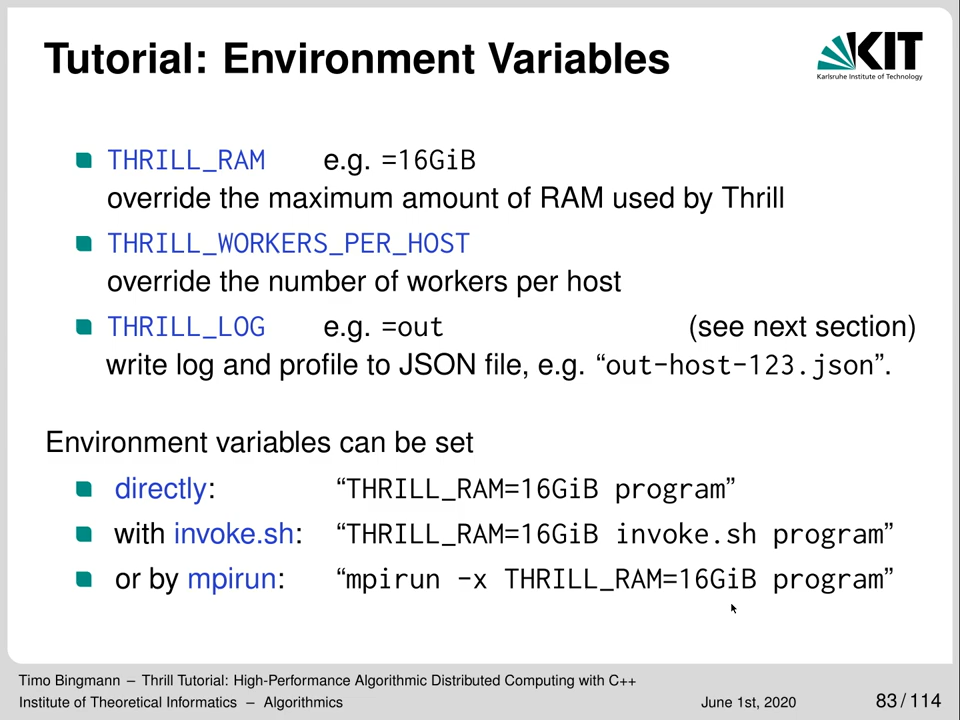 Tutorial: Environment Variables
KIT
Karlsruhe Institute of Technology
THRILL_RAM e.g. =16GiB
override the maximum amount of RAM used by Thrill
THRILL_WORKERS_PER_HOST
override the number of workers per host
THRILL_LOG e.g. =out (see next section)
write log and profile to JSON file, e.g. “out-host-123.json”.
Environment variables can be set
directly: “THRILL_RAM=16GiB program”
with invoke.sh: “THRILL_RAM=16GiB invoke.sh program”
or by mpirun: “mpirun -x THRILL_RAM=16GiB program”
Timo Bingmann – Thrill Tutorial: High-Performance Algorithmic Distributed Computing with C++
Institute of Theoretical Informatics – Algorithmics June 1st, 2020 83 / 114